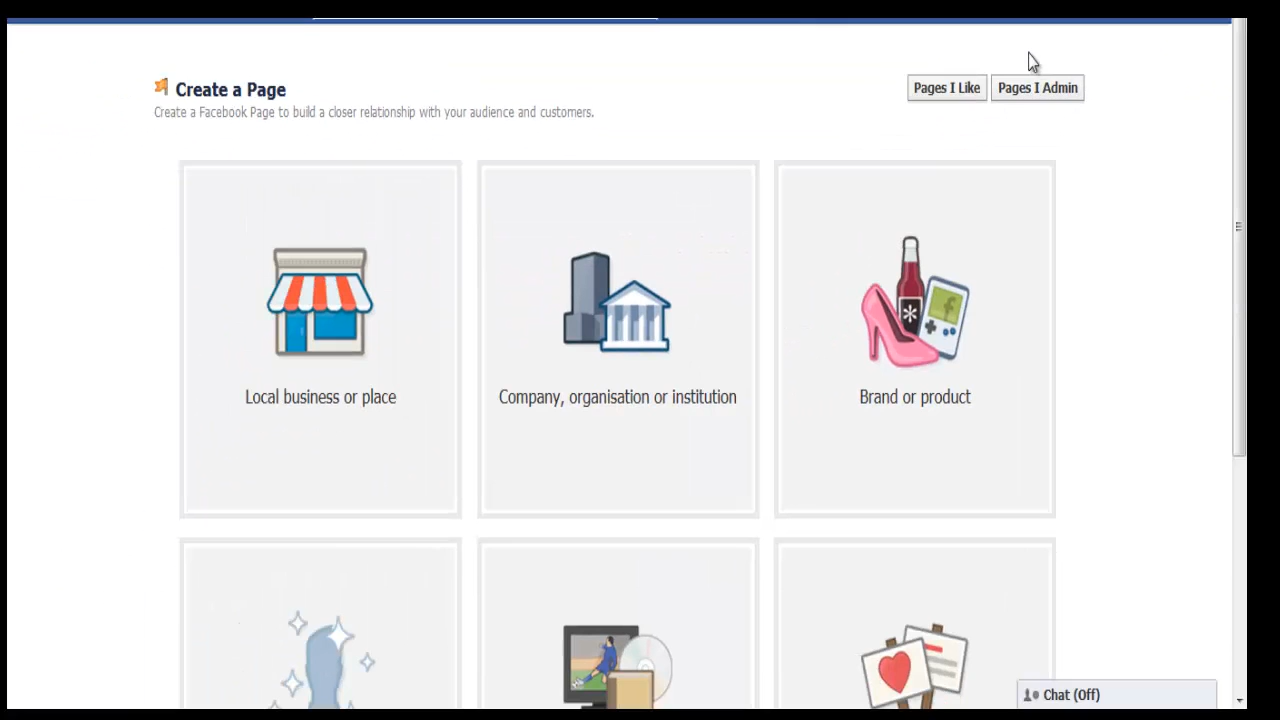 Create a Page
Pages I Like
Pages I Admin
Create a Facebook Page to build a closer relationship with your audience and customers.
Local business or place
Company, organisation or institution
Brand or product
Chat (Off)